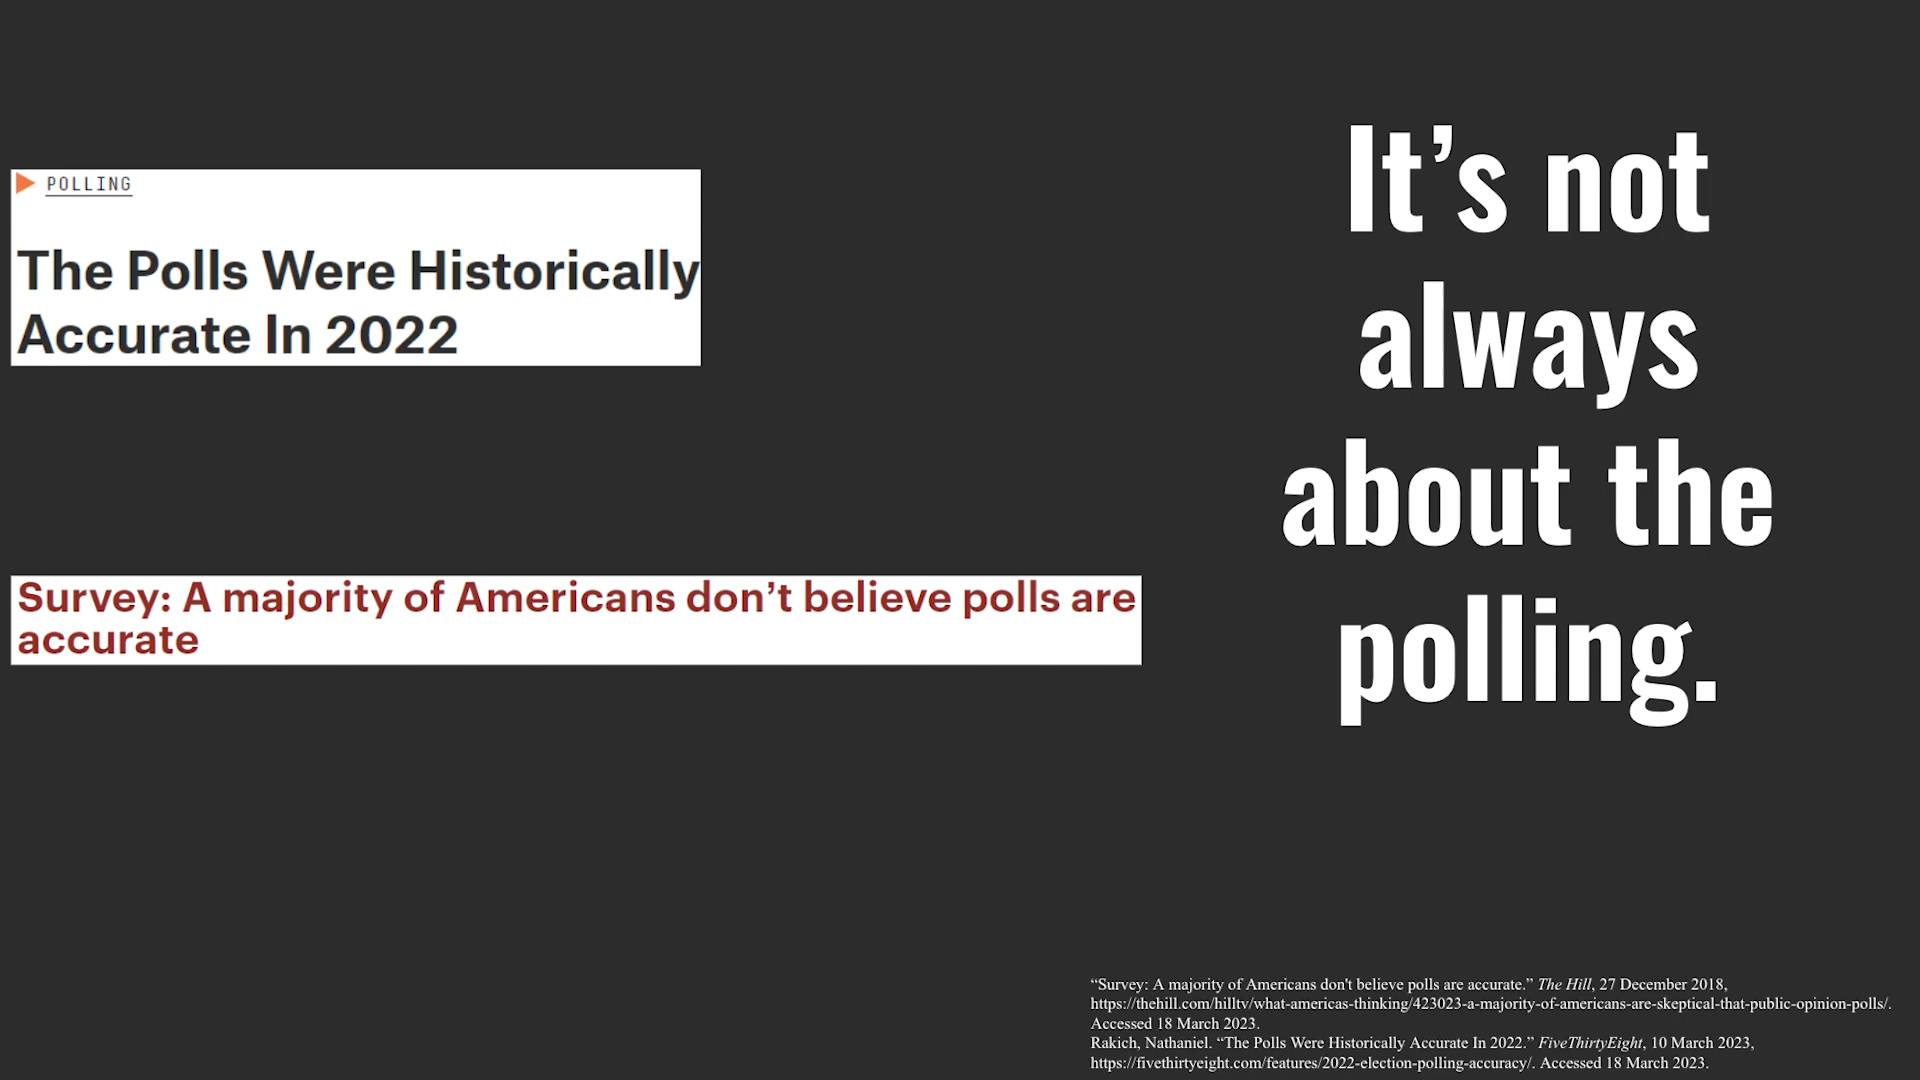 POLLING
The Polls Were Historically
Accurate In 2022
Survey: A majority of Americans don’t believe polls are
accurate
It’s not
always
about the
polling.
“Survey: A majority of Americans don't believe polls are accurate.” The Hill, 27 December 2018,
https://thehill.com/hilltv/what-americas-thinking/423023-a-majority-of-americans-are-skeptical-that-public-opinion-polls/.
Accessed 18 March 2023.
Rakich, Nathaniel. “The Polls Were Historically Accurate In 2022.” FiveThirtyEight, 10 March 2023,
https://fivethirtyeight.com/features/2022-election-polling-accuracy/. Accessed 18 March 2023.